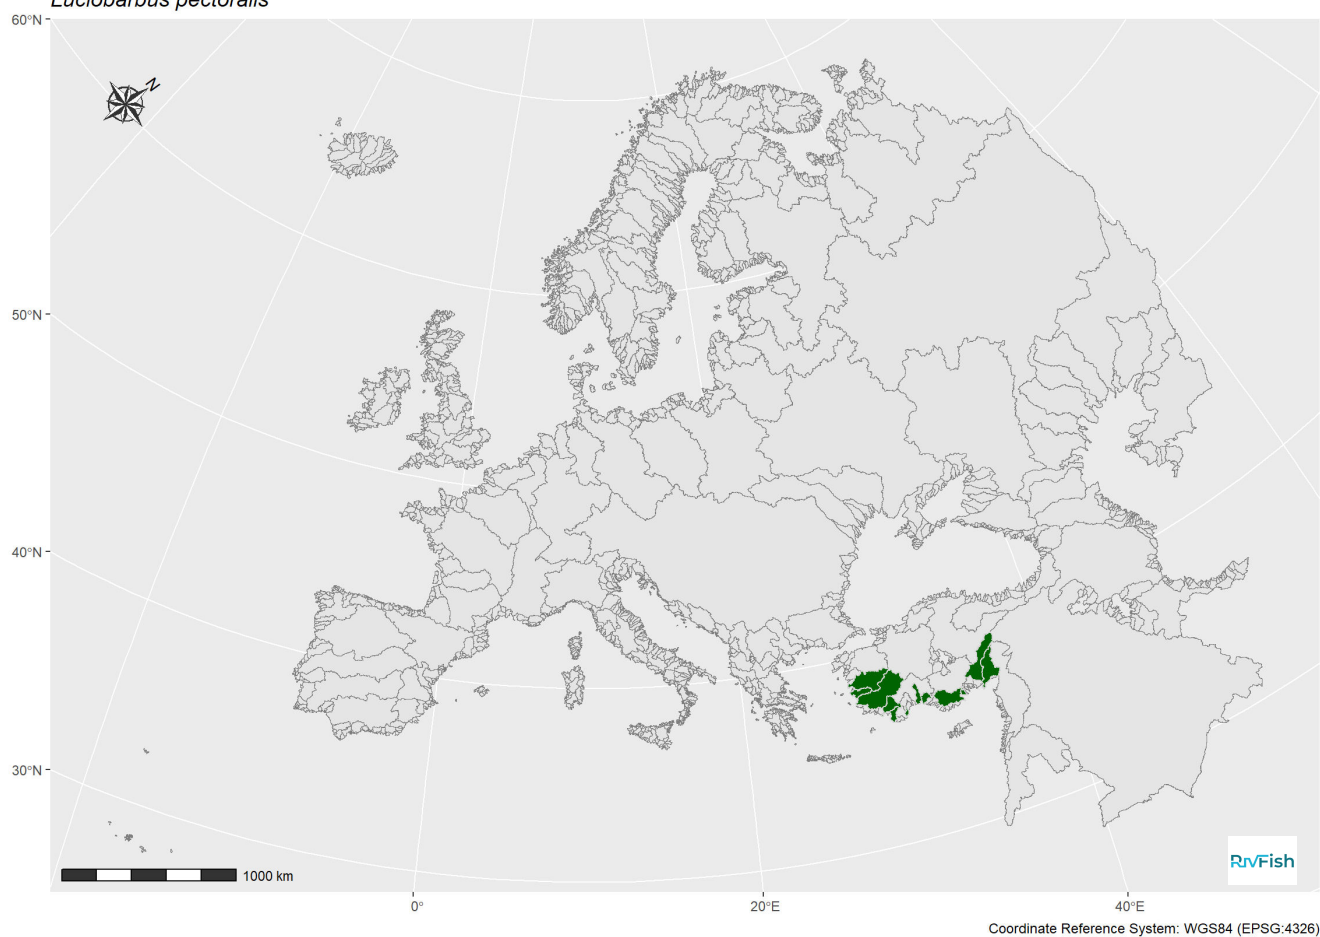 Luciobarbus pectoralis
60°N
N
50°N
40°N
30°N
1000 km
RivFish
0°
20°E
40°E
Coordinate Reference System: WGS84 (EPSG:4326)